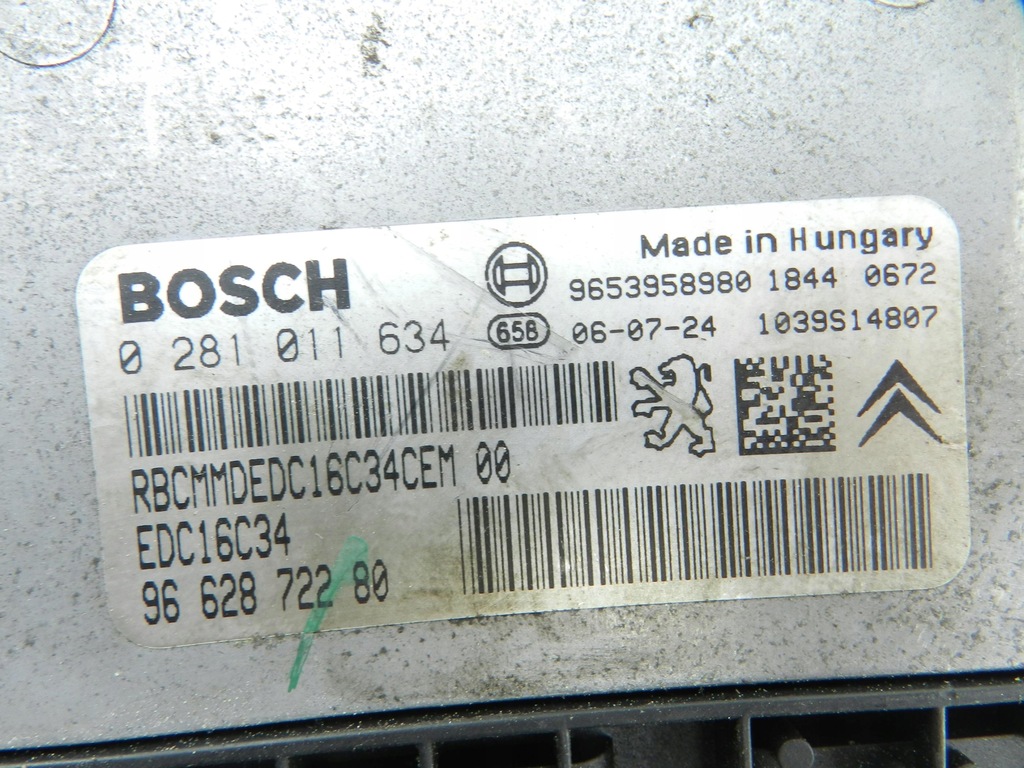 BOSCH
Made in Hungary
9653958980 1844 0672
0 281 011 634
658 06-07-24 1039S14807
RBCMMDEDC16C34CEM 00
EDC16C34
96 628 722 80